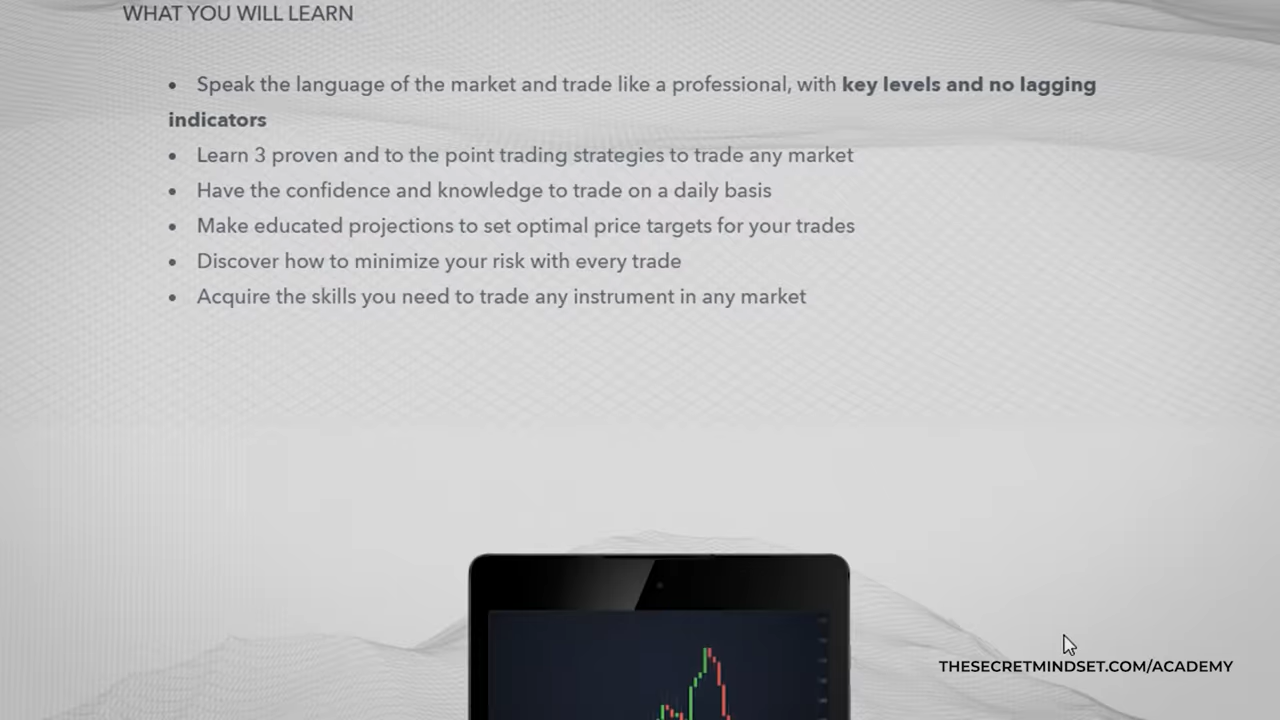 WHAT YOU WILL LEARN
• Speak the language of the market and trade like a professional, with key levels and no lagging
indicators
• Learn 3 proven and to the point trading strategies to trade any market
• Have the confidence and knowledge to trade on a daily basis
• Make educated projections to set optimal price targets for your trades
• Discover how to minimize your risk with every trade
• Acquire the skills you need to trade any instrument in any market
THESECRETMINDSET.COM/ACADEMY